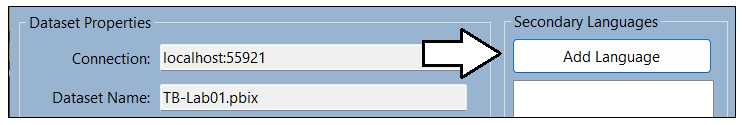 Dataset Properties
Connection: localhost:55921
Dataset Name: TB-Lab01.pbix
Secondary Languages
Add Language